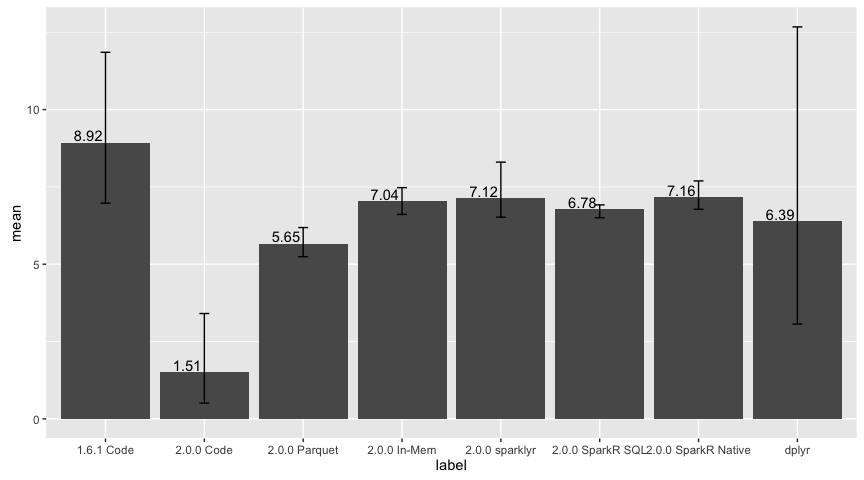 mean
10
5
0
8.92
1.51
5.65
7.04
7.12
6.78
7.16
6.39
1.6.1 Code
2.0.0 Code
2.0.0 Parquet
2.0.0 In-Mem
2.0.0 sparklyr
2.0.0 SparkR SQL
2.0.0 SparkR Native
dplyr
label